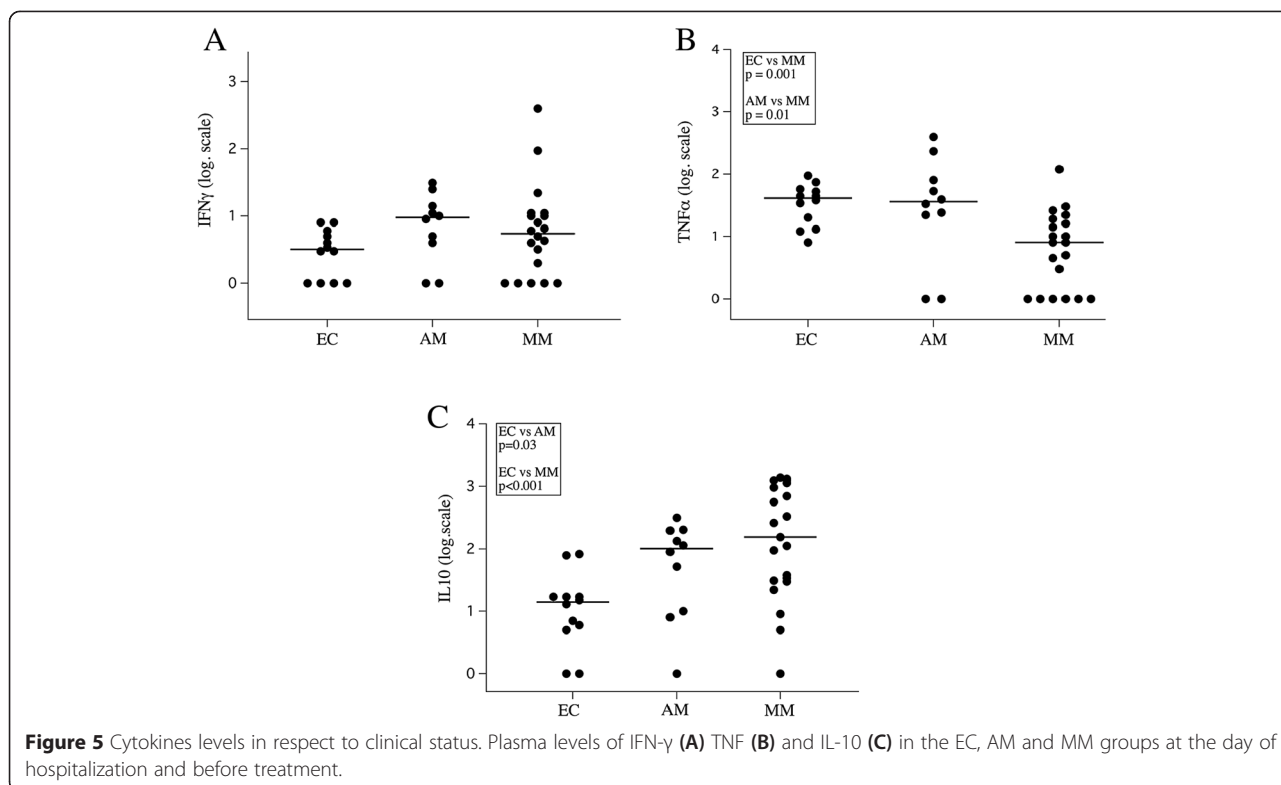 A
IFNγ (log. scale)
3
2
1
0
EC AM MM
B
TNFα (log. scale)
4
3
2
1
0
EC vs MM
p = 0.001
AM vs MM
p = 0.01
EC AM MM
C
IL10 (log.scale)
4
3
2
1
0
EC vs AM
p=0.03
EC vs MM
p<0.001
EC AM MM
Figure 5 Cytokines levels in respect to clinical status. Plasma levels of IFN-γ (A) TNF (B) and IL-10 (C) in the EC, AM and MM groups at the day of
hospitalization and before treatment.